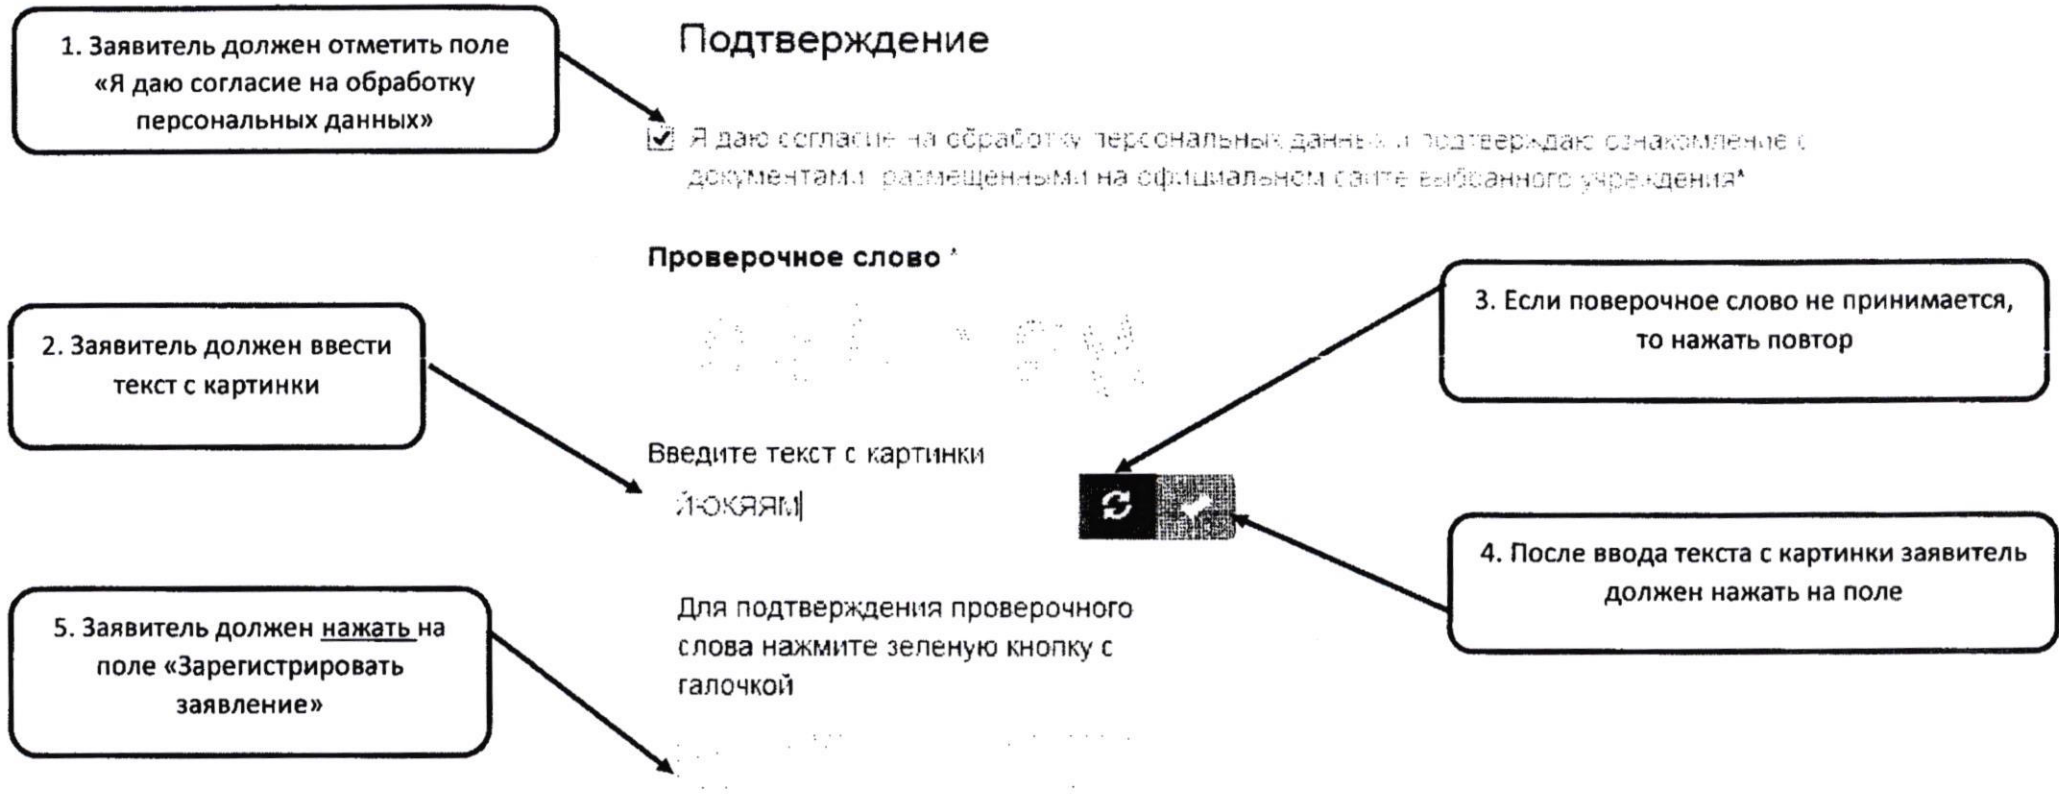 1. Заявитель должен отметить поле
«Я даю согласие на обработку
персональных данных»
Подтверждение
Я даю согласие на обработку персональных данных и подтверждаю ознакомление с
документами размещенными на официальном сайте выбранного учреждения*
Проверочное слово *
2. Заявитель должен ввести
текст с картинки
3. Если поверочное слово не принимается,
то нажать повтор
Введите текст с картинки
ЙЮКЯЯМ
4. После ввода текста с картинки заявитель
должен нажать на поле
5. Заявитель должен нажать на
поле «Зарегистрировать
заявление»
Для подтверждения проверочного
слова нажмите зеленую кнопку с
галочкой